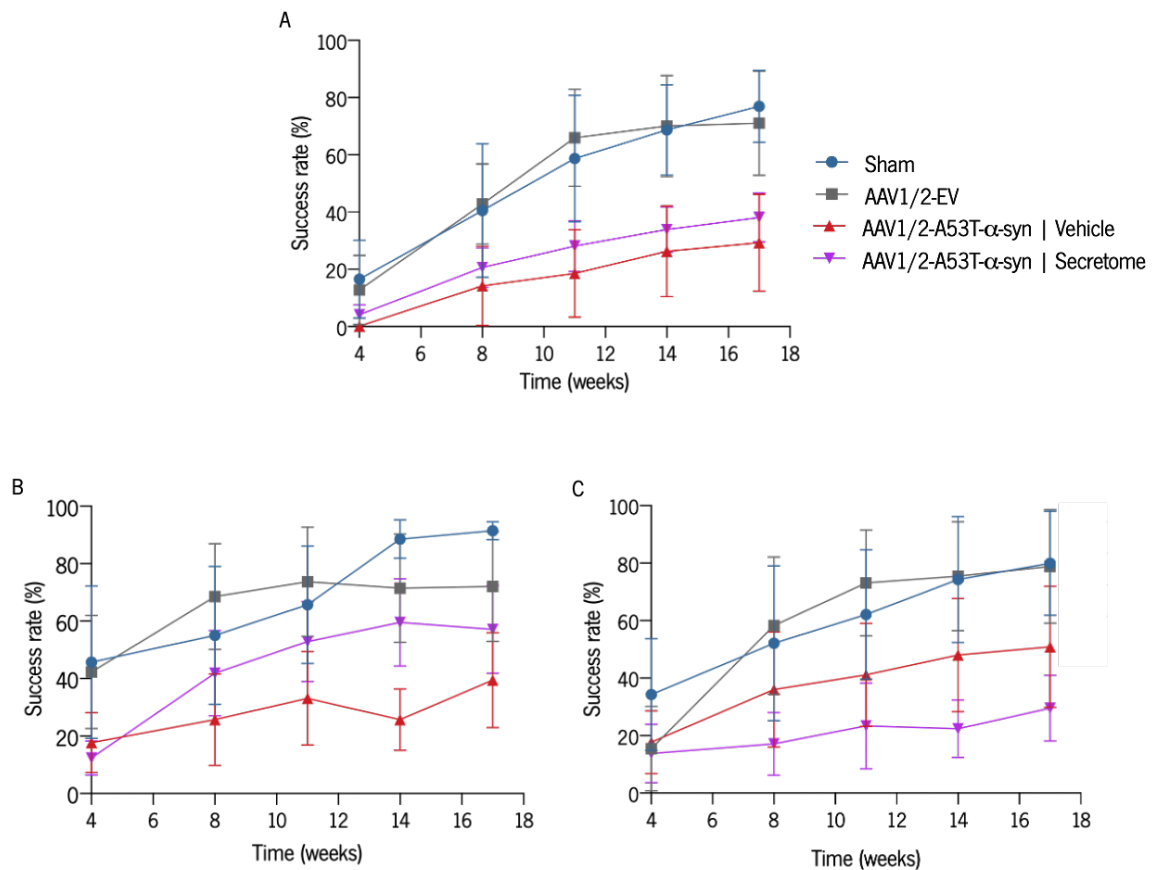 A
100
80
60
40
20
0
Success rate (%)
4 6 8 10 12 14 16 18
Time (weeks)
Sham
AAV1/2-EV
AAV1/2-A53T-α-syn | Vehicle
AAV1/2-A53T-α-syn | Secretome
B
100
80
60
40
20
0
Success rate (%)
4 6 8 10 12 14 16 18
Time (weeks)
C
100
80
60
40
20
0
Success rate (%)
4 6 8 10 12 14 16 18
Time (weeks)